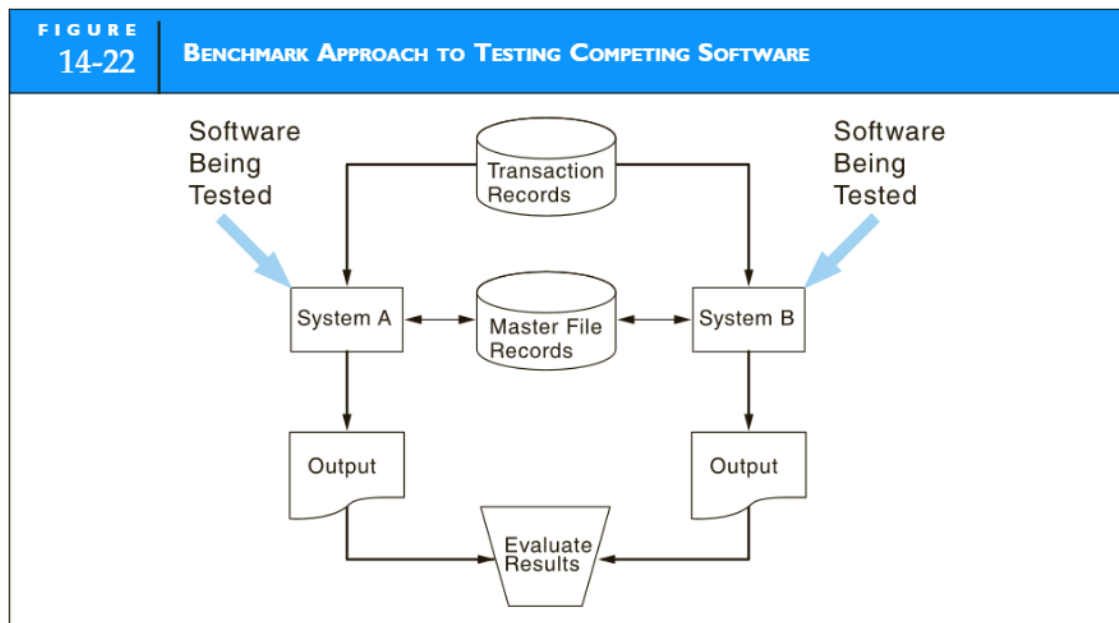 FIGURE
14-22
BENCHMARK APPROACH TO TESTING COMPETING SOFTWARE
Software
Being
Tested
Transaction
Records
Software
Being
Tested
System A
Master File
Records
System B
Output
Output
Evaluate
Results